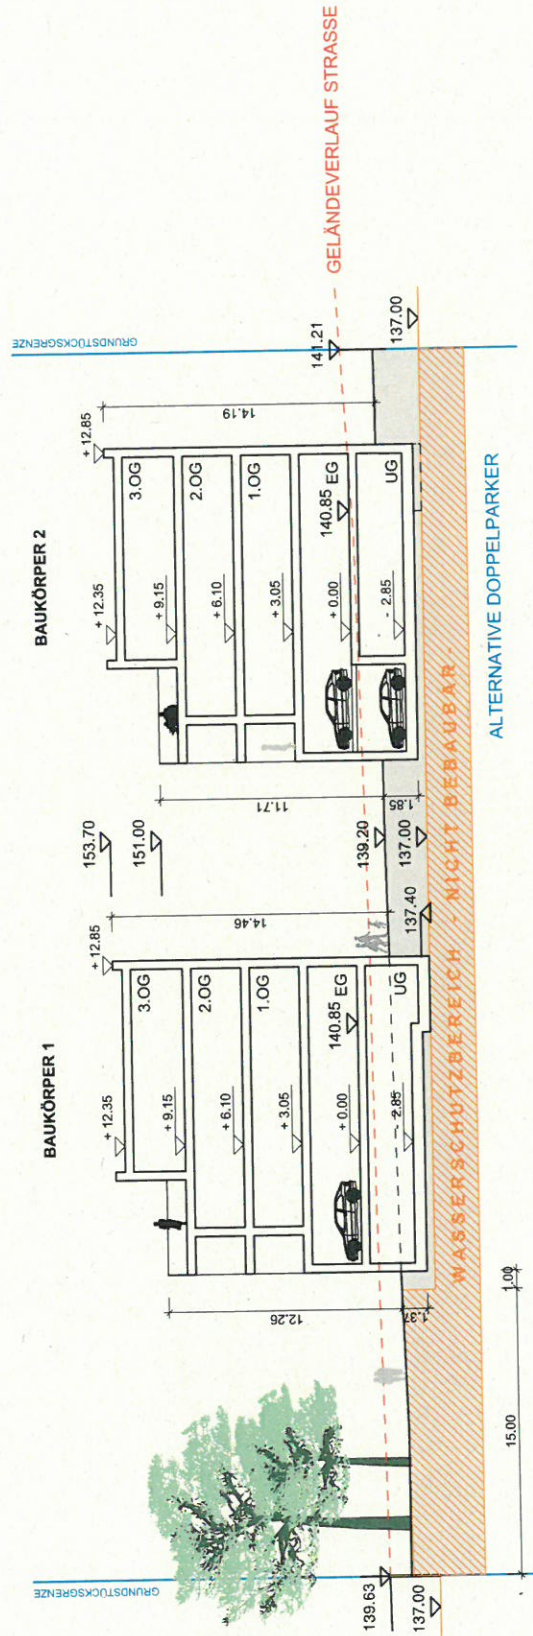 BAUKÖRPER 1
BAUKÖRPER 2
GRUNDSTÜCKSGRENZE
GRUNDSTÜCKSGRENZE
GELÄNDEVERLAUF STRASSE
141.21
137.00
14.19
+ 12.85
+ 12.35
3.OG
+ 9.15
2.OG
+ 6.10
1.OG
+ 3.05
EG
140.85
+ 0.00
UG
- 2.85
11.71
1.85
153.70
151.00
139.20
137.00
137.40
14.46
+ 12.85
+ 12.35
3.OG
+ 9.15
2.OG
+ 6.10
1.OG
+ 3.05
EG
140.85
+ 0.00
UG
- 2.85
12.26
1.37
1.00
15.00
139.63
137.00
WASSERSCHUTZBEREICH - NICHT BEBAUBAR -
ALTERNATIVE DOPPELPARKER